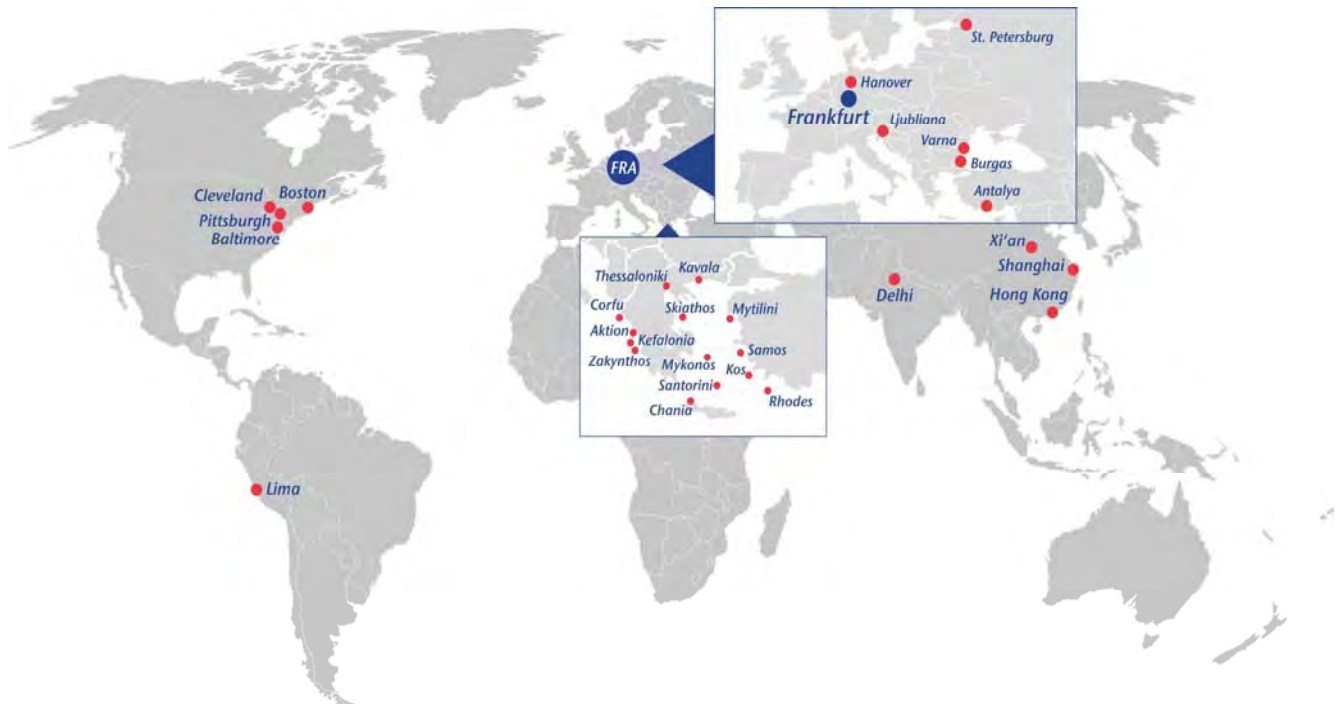 St. Petersburg
Hanover
Frankfurt
Ljubliana
Varna
Burgas
Antalya
FRA
Cleveland
Boston
Pittsburgh
Baltimore
Xi'an
Shanghai
Delhi
Hong Kong
Thessaloniki
Kavala
Corfu
Skiathos
Mytilini
Aktion
Kefalonia
Zakynthos
Mykonos
Samos
Kos
Santorini
Rhodes
Chania
Lima